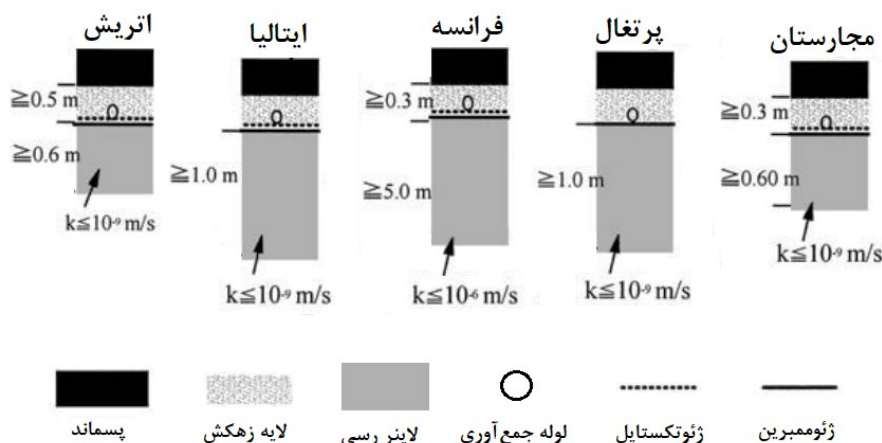 اتریش
ایتالیا
فرانسه
پرتغال
مجارستان
≧0.5 m
≧0.6 m
k≦10⁻⁹ m/s
≧1.0 m
k≦10⁻⁹ m/s
≧0.3 m
≧5.0 m
k≦10⁻⁶ m/s
≧1.0 m
k≦10⁻⁹ m/s
≧0.3 m
≧0.60 m
k≦10⁻⁹ m/s
پسماند
لایه زهکش
لاینر رسی
لوله جمع‌آوری
ژئوتکستایل
ژئوممبرین